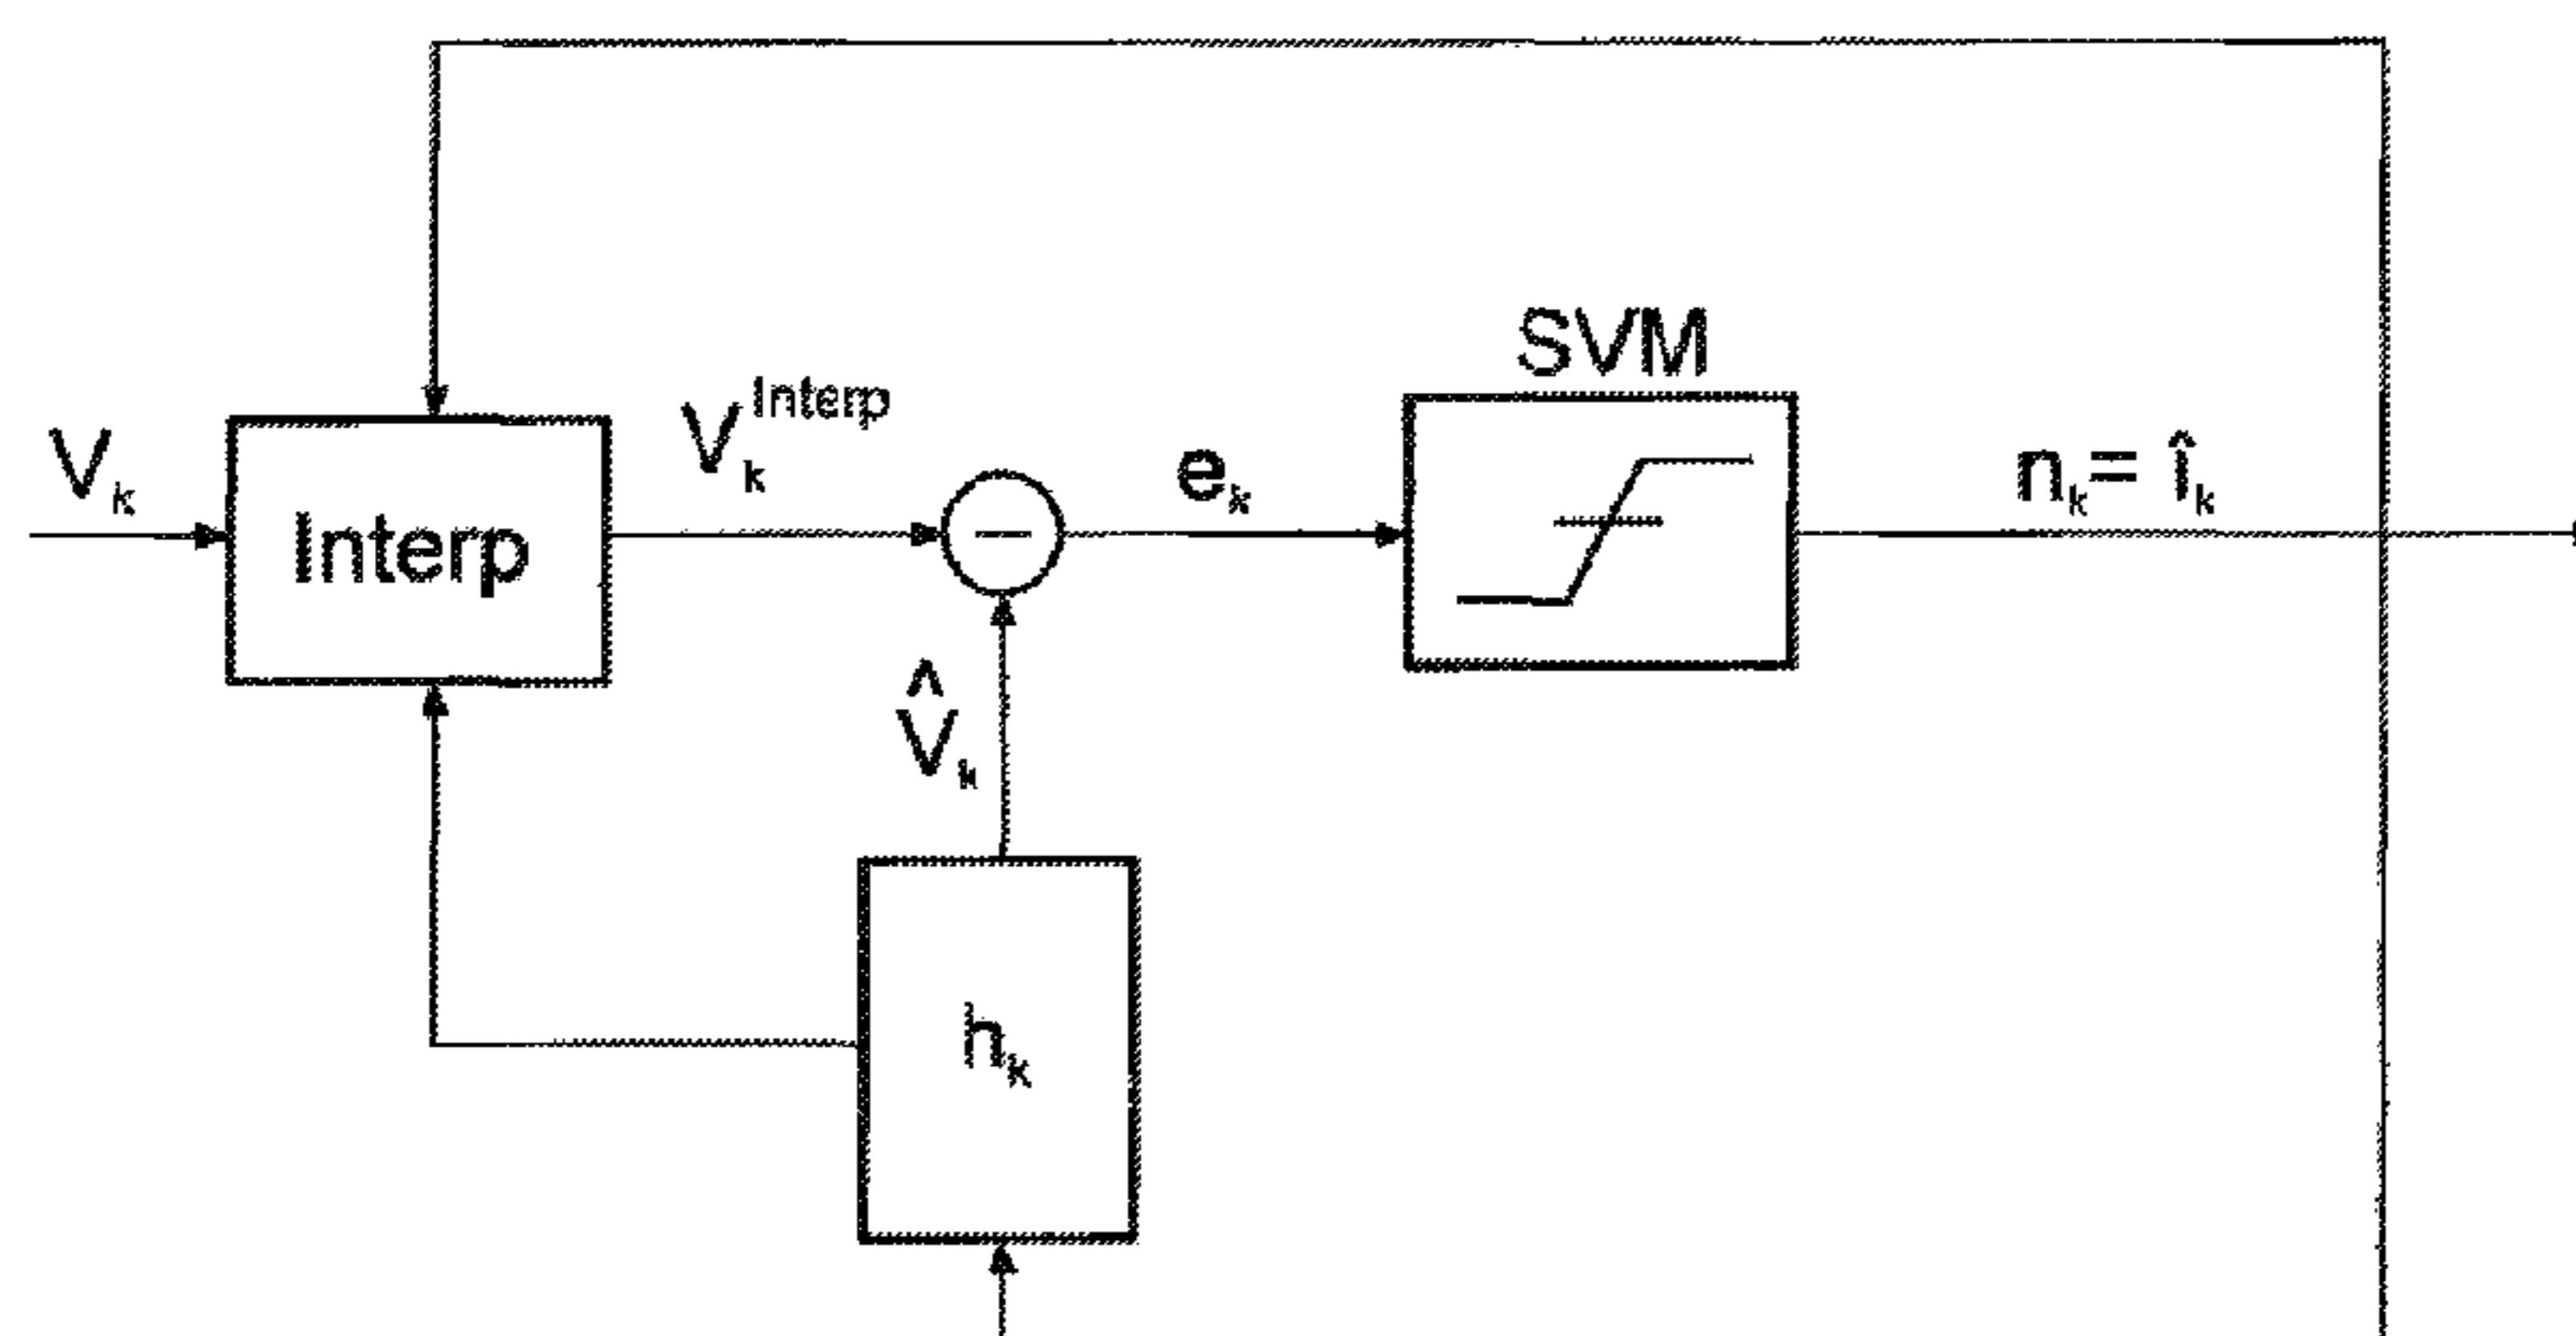 SVM
V_k
Interp
V_k^Interp
e_k
n_k = î_k
V̂_k
h_k